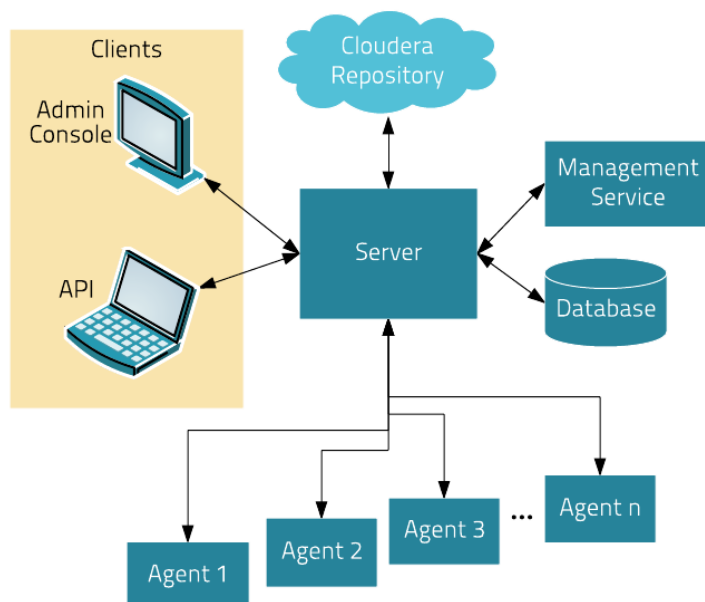 Clients
Admin
Console
API
Cloudera
Repository
Server
Management
Service
Database
Agent 1
Agent 2
Agent 3
...
Agent n